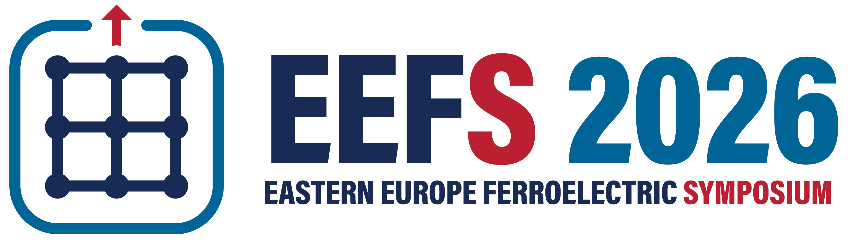 EEFS 2026
EASTERN EUROPE FERROELECTRIC SYMPOSIUM